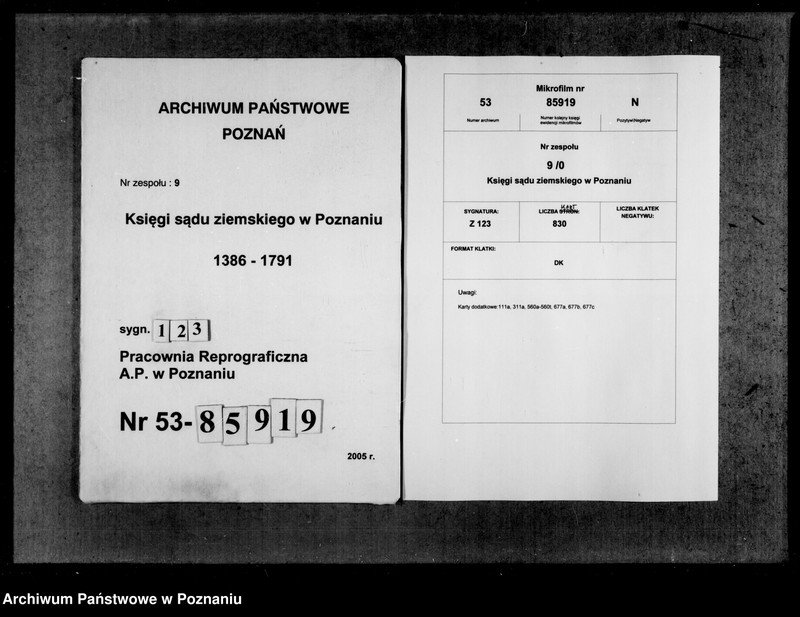 ARCHIWUM PAŃSTWOWE
POZNAŃ
Nr zespołu : 9
Księgi sądu ziemskiego w Poznaniu
1386 - 1791
sygn. 123
Pracownia Reprograficzna
A.P. w Poznaniu
Nr 53-85919
2005 r.
Mikrofilm nr
53 85919 N
Numer archiwum Numer kolejny księgi ewidencji mikrofilmów Pozytyw/Negatyw
Nr zespołu
9 /0
Księgi sądu ziemskiego w Poznaniu
SYGNATURA: LICZBA STRON: kart LICZBA KLATEK
NEGATYWU:
Z 123 830
FORMAT KLATKI:
DK
Uwagi:
Karty dodatkowe:111a, 311a, 560a-560t, 677a, 677b, 677c
Archiwum Państwowe w Poznaniu